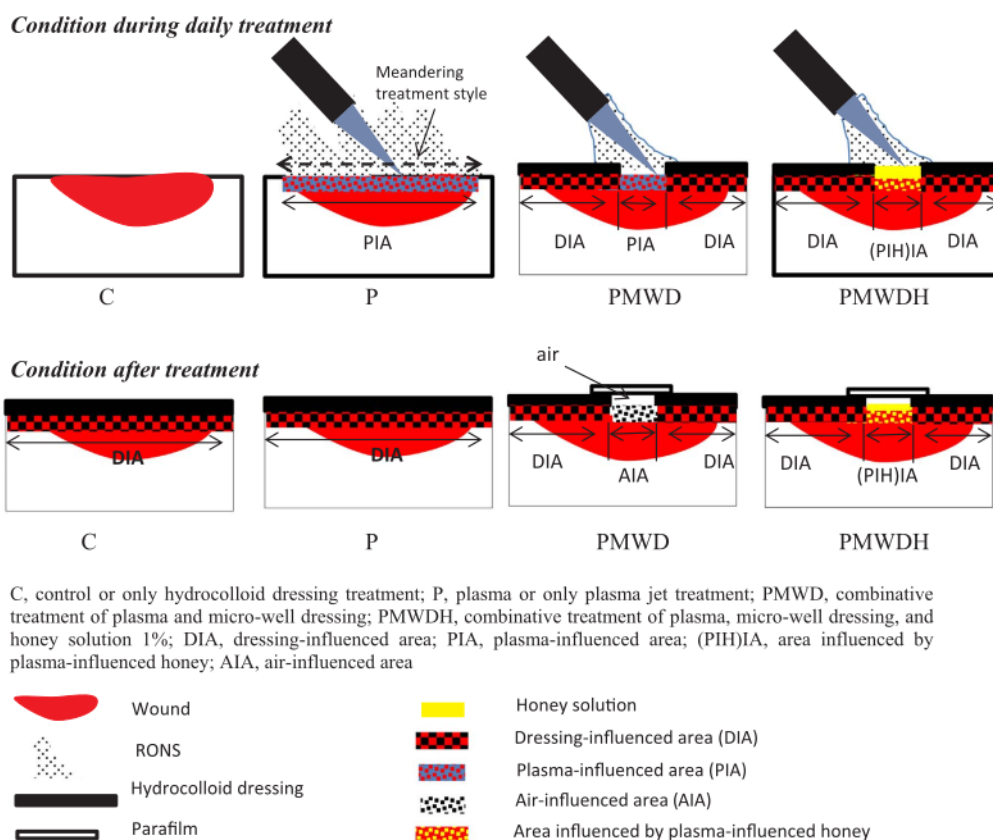 Condition during daily treatment
Meandering
treatment style
PIA
DIA PIA DIA
DIA (PIH)IA DIA
C P PMWD PMWDH
Condition after treatment
air
DIA
DIA
DIA AIA DIA
DIA (PIH)IA DIA
C P PMWD PMWDH
C, control or only hydrocolloid dressing treatment; P, plasma or only plasma jet treatment; PMWD, combinative
treatment of plasma and micro-well dressing; PMWDH, combinative treatment of plasma, micro-well dressing, and
honey solution 1%; DIA, dressing-influenced area; PIA, plasma-influenced area; (PIH)IA, area influenced by
plasma-influenced honey; AIA, air-influenced area
Wound
RONS
Hydrocolloid dressing
Parafilm
Honey solution
Dressing-influenced area (DIA)
Plasma-influenced area (PIA)
Air-influenced area (AIA)
Area influenced by plasma-influenced honey